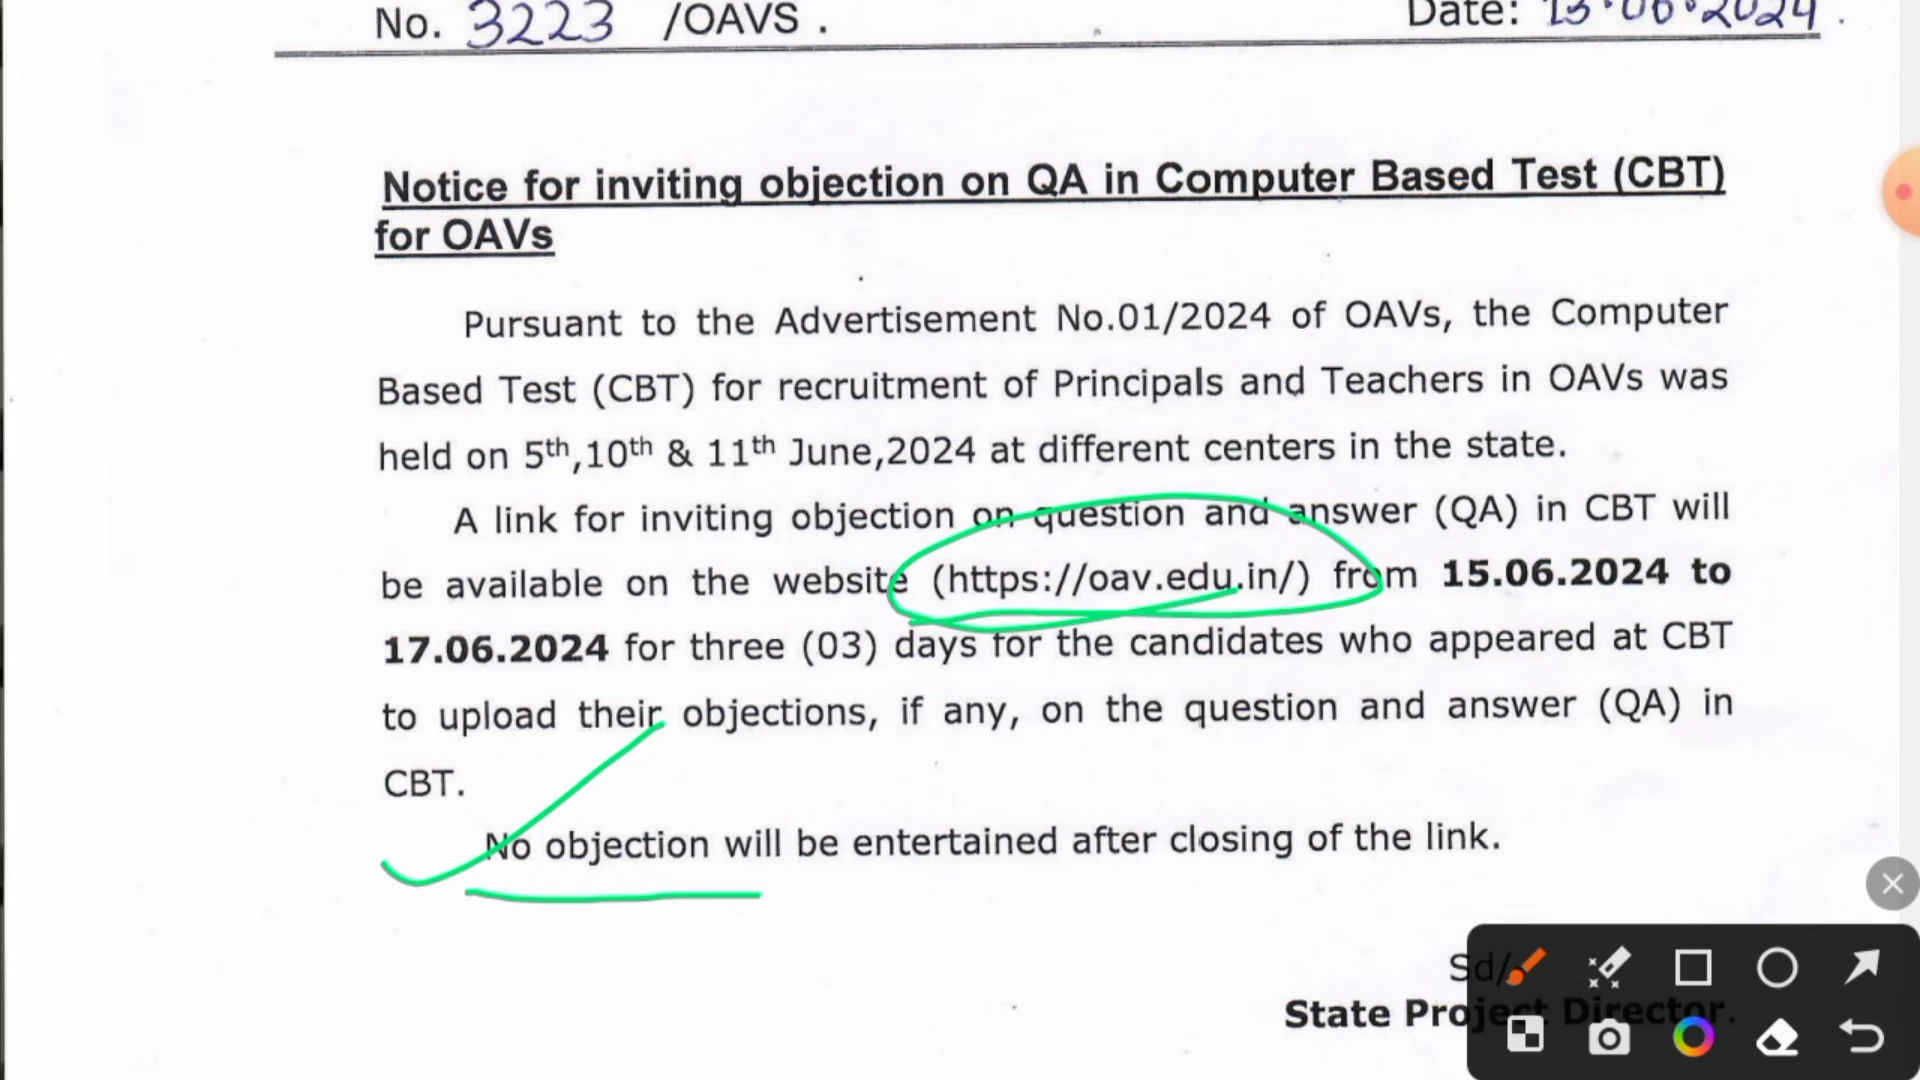 No. 3223 /OAVS .
Date: 13.06.2024 .
Notice for inviting objection on QA in Computer Based Test (CBT)
for OAVs
Pursuant to the Advertisement No.01/2024 of OAVs, the Computer
Based Test (CBT) for recruitment of Principals and Teachers in OAVs was
held on 5th,10th & 11th June,2024 at different centers in the state.
A link for inviting objection on question and answer (QA) in CBT will
be available on the website (https://oav.edu.in/) from 15.06.2024 to
17.06.2024 for three (03) days for the candidates who appeared at CBT
to upload their objections, if any, on the question and answer (QA) in
CBT.
No objection will be entertained after closing of the link.
Sd/
State Project Director.